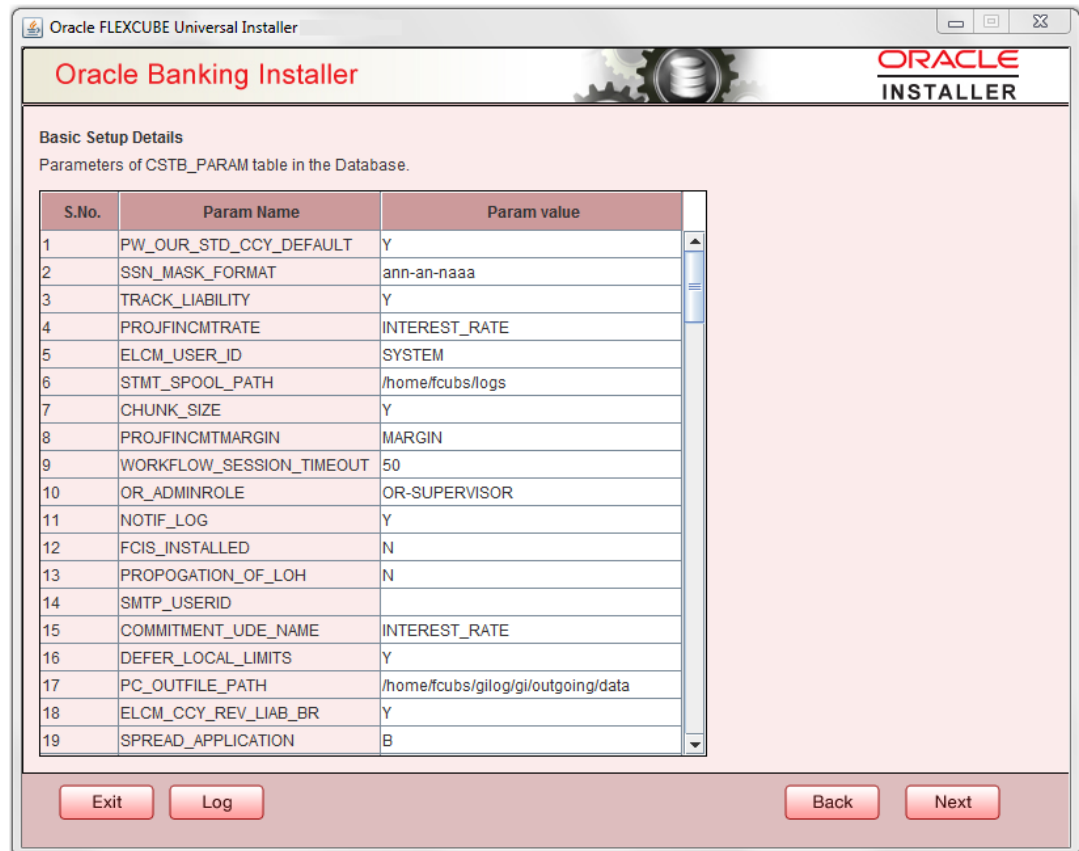 Oracle FLEXCUBE Universal Installer
Oracle Banking Installer
ORACLE
INSTALLER
Basic Setup Details
Parameters of CSTB_PARAM table in the Database.
S.No. Param Name Param value
1 PW_OUR_STD_CCY_DEFAULT Y
2 SSN_MASK_FORMAT ann-an-naaa
3 TRACK_LIABILITY Y
4 PROJFINCMTRATE INTEREST_RATE
5 ELCM_USER_ID SYSTEM
6 STMT_SPOOL_PATH /home/fcubs/logs
7 CHUNK_SIZE Y
8 PROJFINCMTMARGIN MARGIN
9 WORKFLOW_SESSION_TIMEOUT 50
10 OR_ADMINROLE OR-SUPERVISOR
11 NOTIF_LOG Y
12 FCIS_INSTALLED N
13 PROPOGATION_OF_LOH N
14 SMTP_USERID
15 COMMITMENT_UDE_NAME INTEREST_RATE
16 DEFER_LOCAL_LIMITS Y
17 PC_OUTFILE_PATH /home/fcubs/gilog/gi/outgoing/data
18 ELCM_CCY_REV_LIAB_BR Y
19 SPREAD_APPLICATION B
Exit Log Back Next